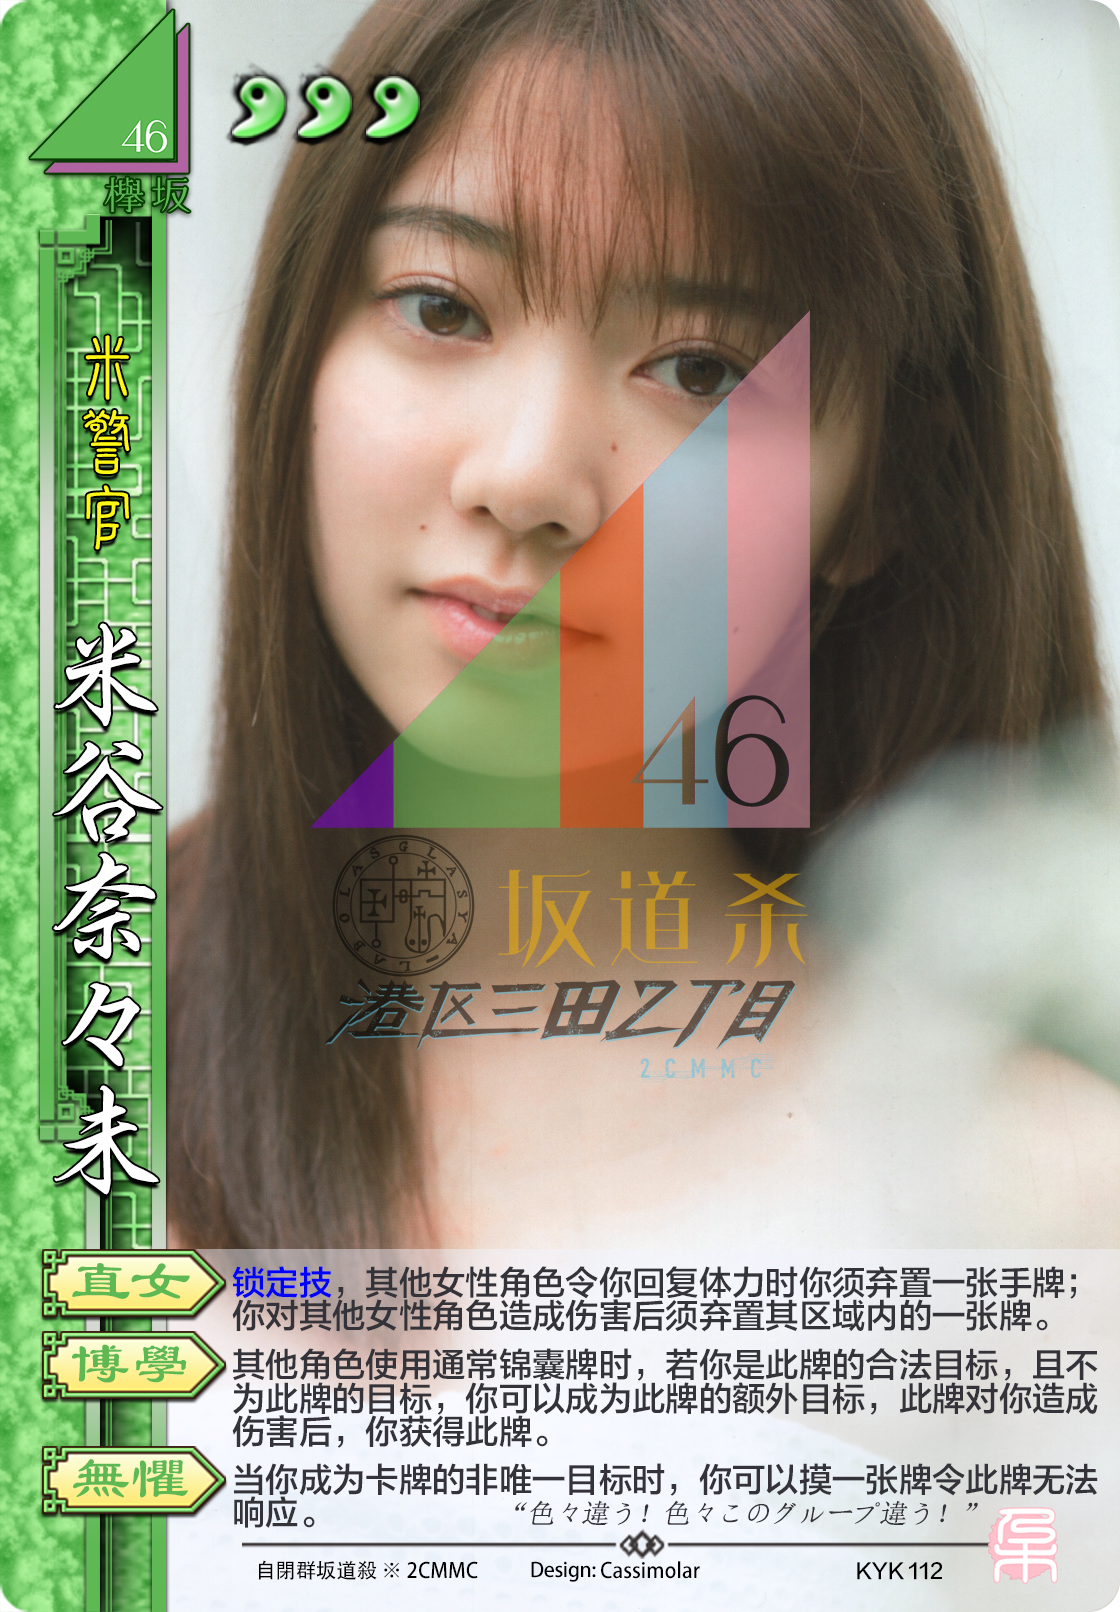 46
欅坂
米警官
米谷奈々未
46
GLASYALABOLAS
坂道杀
港区三田乙丁目
2CMMC
直女
锁定技，其他女性角色令你回复体力时你须弃置一张手牌；
你对其他女性角色造成伤害后须弃置其区域内的一张牌。
博學
其他角色使用通常锦囊牌时，若你是此牌的合法目标，且不
为此牌的目标，你可以成为此牌的额外目标，此牌对你造成
伤害后，你获得此牌。
無懼
当你成为卡牌的非唯一目标时，你可以摸一张牌令此牌无法
响应。
“色々違う！色々このグループ違う！”
自閉群坂道殺 ※ 2CMMC
Design: Cassimolar
KYK 112